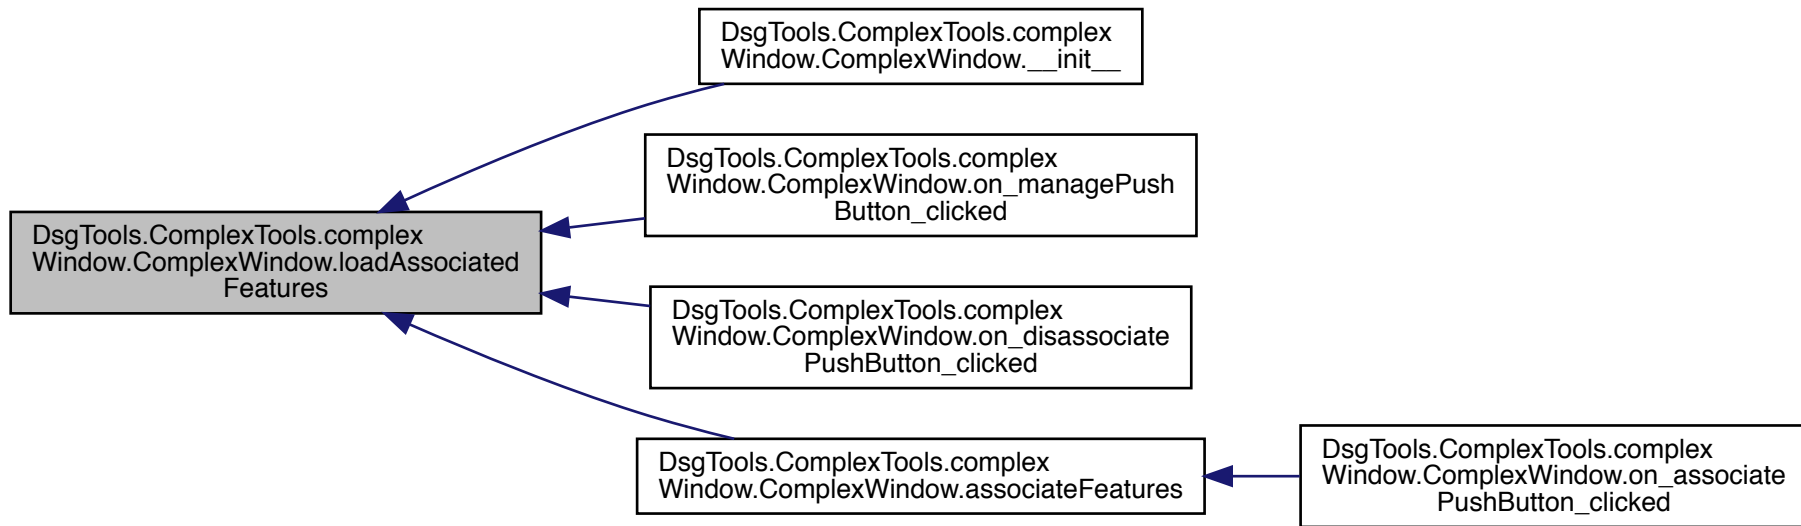 DsgTools.ComplexTools.complex
Window.ComplexWindow.__init__
DsgTools.ComplexTools.complex
Window.ComplexWindow.on_managePush
Button_clicked
DsgTools.ComplexTools.complex
Window.ComplexWindow.loadAssociated
Features
DsgTools.ComplexTools.complex
Window.ComplexWindow.on_disassociate
PushButton_clicked
DsgTools.ComplexTools.complex
Window.ComplexWindow.associateFeatures
DsgTools.ComplexTools.complex
Window.ComplexWindow.on_associate
PushButton_clicked